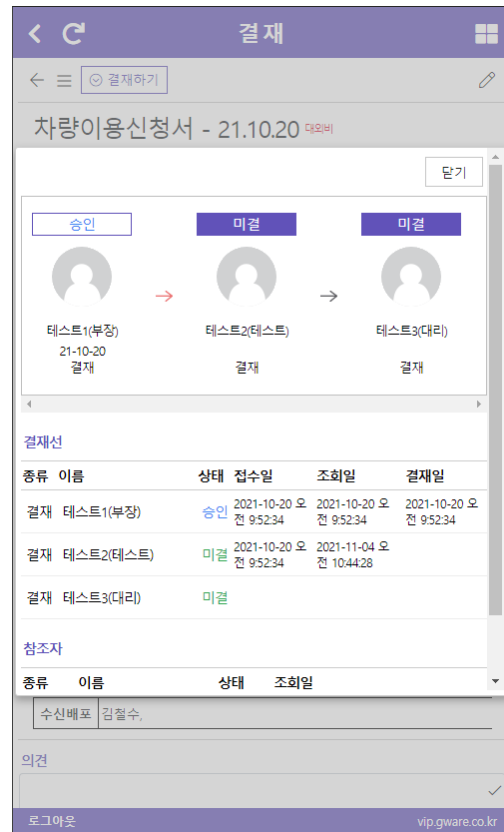 결재
결재하기
차량이용신청서 - 21.10.20 대외비
닫기
승인 미결 미결
테스트1(부장) 테스트2(테스트) 테스트3(대리)
21-10-20
결재 결재 결재
결재선
종류 이름 상태 접수일 조회일 결재일
결재 테스트1(부장) 승인 2021-10-20 오전 9:52:34 2021-10-20 오전 9:52:34 2021-10-20 오전 9:52:34
결재 테스트2(테스트) 미결 2021-10-20 오전 9:52:34 2021-11-04 오전 10:44:28
결재 테스트3(대리) 미결
참조자
종류 이름 상태 조회일
수신배포 김철수,
의견
로그아웃 vip.gware.co.kr